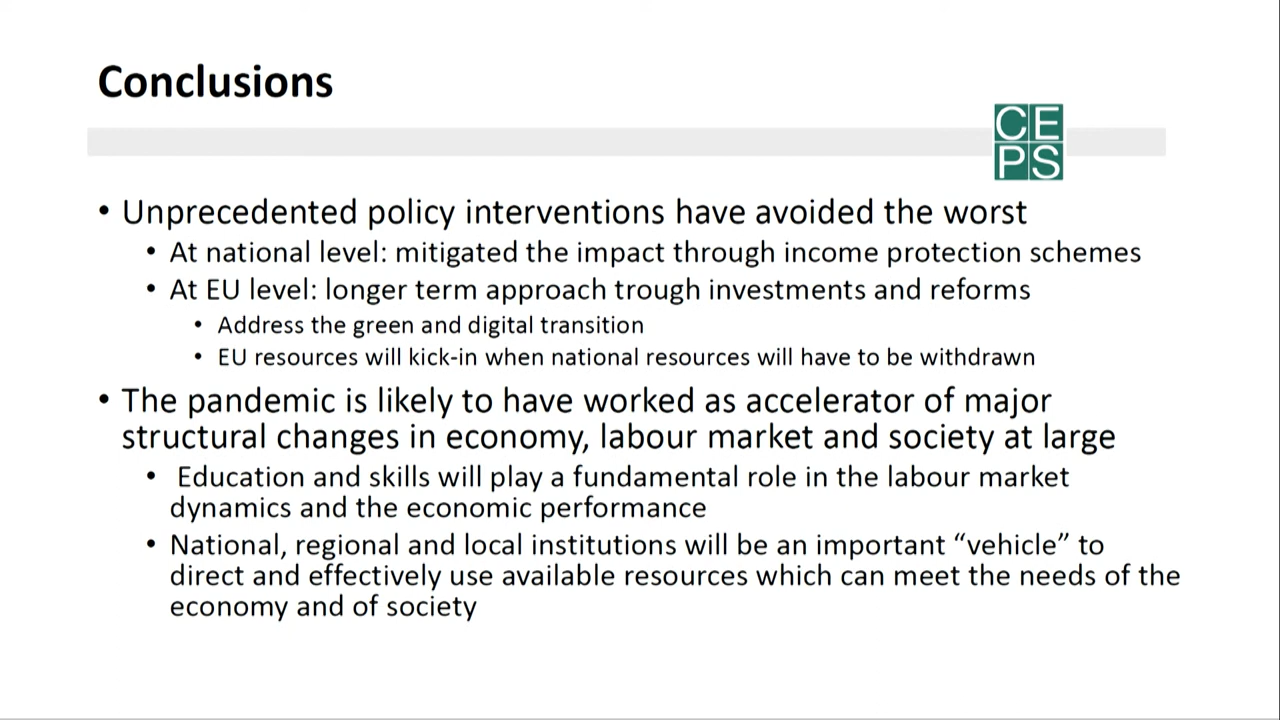 Conclusions
CE
PS
• Unprecedented policy interventions have avoided the worst
• At national level: mitigated the impact through income protection schemes
• At EU level: longer term approach trough investments and reforms
• Address the green and digital transition
• EU resources will kick-in when national resources will have to be withdrawn
• The pandemic is likely to have worked as accelerator of major
structural changes in economy, labour market and society at large
• Education and skills will play a fundamental role in the labour market
dynamics and the economic performance
• National, regional and local institutions will be an important “vehicle” to
direct and effectively use available resources which can meet the needs of the
economy and of society